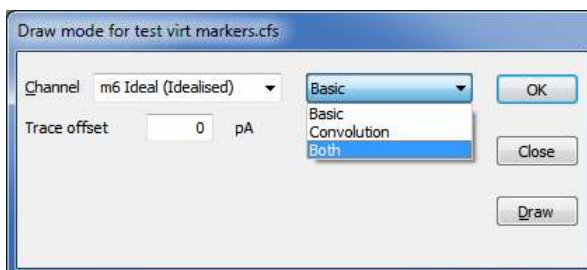 Draw mode for test virt markers.cfs
Channel m6 Ideal (Idealised) Basic OK
Basic
Trace offset 0 pA Convolution
Both
Close
Draw